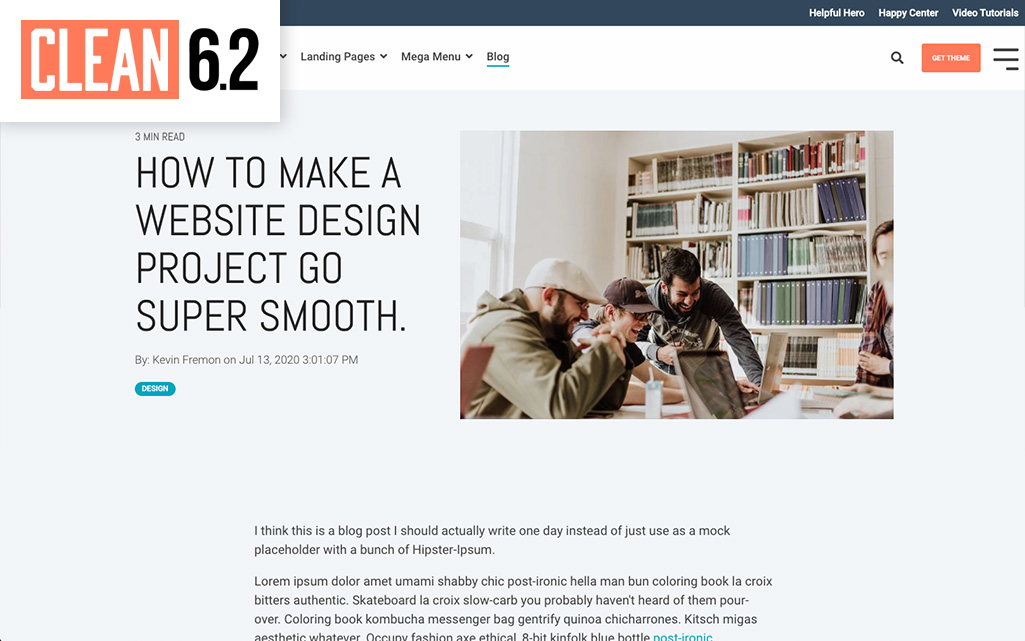 Helpful Hero Happy Center Video Tutorials
CLEAN 6.2
Landing Pages Mega Menu Blog
GET THEME
3 MIN READ
HOW TO MAKE A
WEBSITE DESIGN
PROJECT GO
SUPER SMOOTH.
By: Kevin Fremon on Jul 13, 2020 3:01:07 PM
DESIGN
I think this is a blog post I should actually write one day instead of just use as a mock
placeholder with a bunch of Hipster-Ipsum.
Lorem ipsum dolor amet umami shabby chic post-ironic hella man bun coloring book la croix
bitters authentic. Skateboard la croix slow-carb you probably haven't heard of them pour-
over. Coloring book kombucha messenger bag gentrify quinoa chicharrones. Kitsch migas
aesthetic whatever. Occupy fashion axe ethical, 8-bit kinfolk blue bottle post-ironic